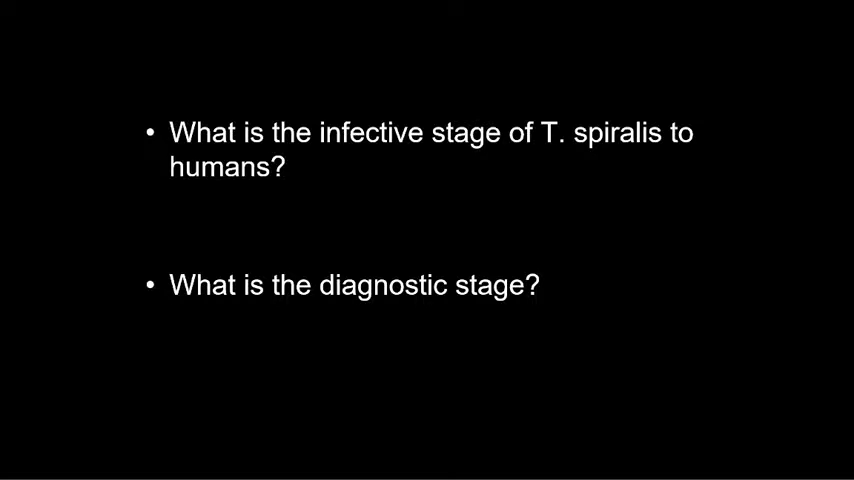 • What is the infective stage of T. spiralis to
humans?
• What is the diagnostic stage?